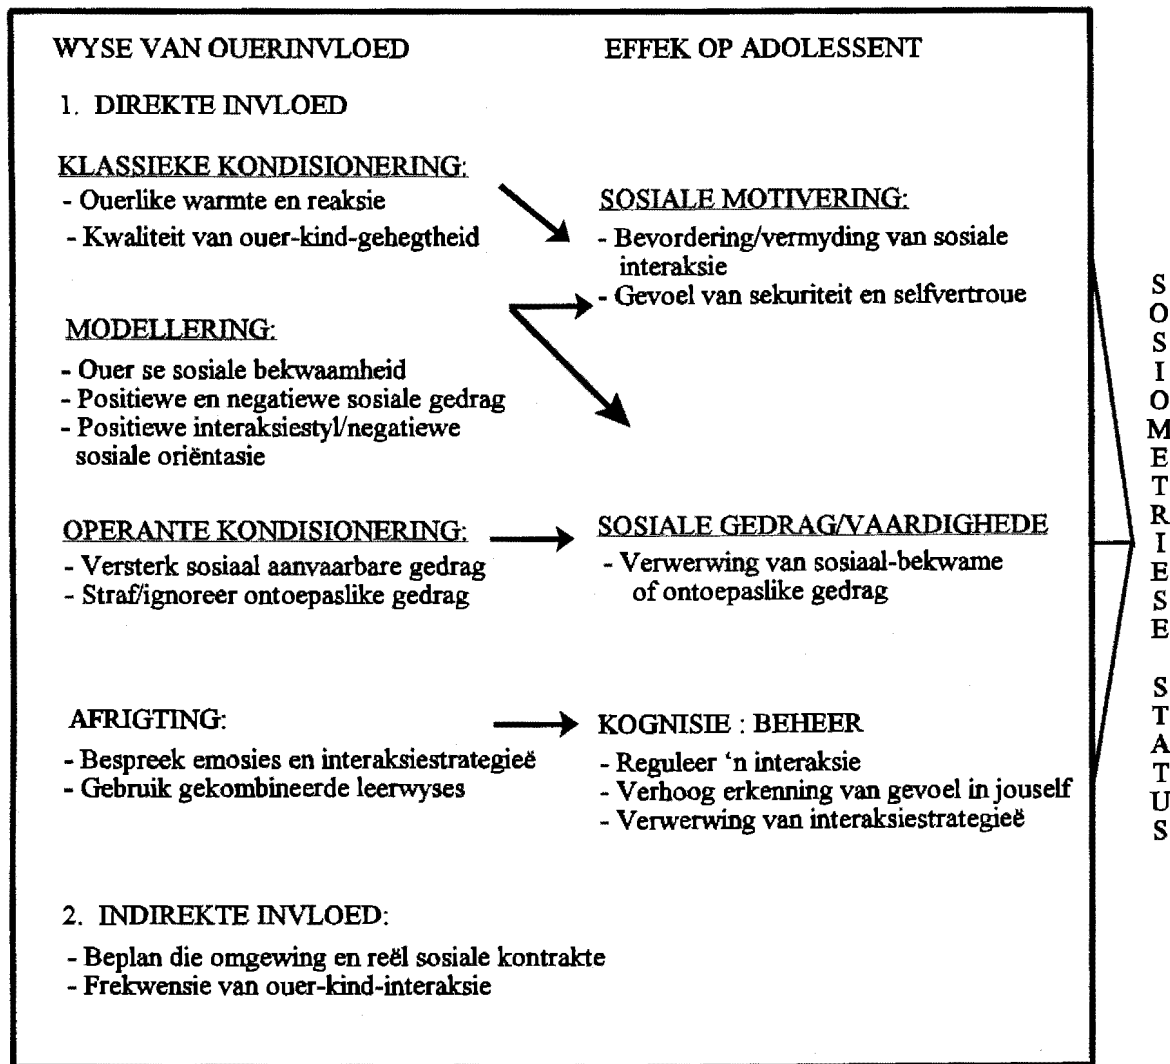 WYSE VAN OUERINVLOED
EFFEK OP ADOLESSENT
1. DIREKTE INVLOED
KLASSIEKE KONDISIONERING:
- Ouerlike warmte en reaksie
- Kwaliteit van ouer-kind-gehegtheid
SOSIALE MOTIVERING:
- Bevordering/vermyding van sosiale
interaksie
- Gevoel van sekuriteit en selfvertroue
MODELLERING:
- Ouer se sosiale bekwaamheid
- Positiewe en negatiewe sosiale gedrag
- Positiewe interaksiestyl/negatiewe
sosiale oriëntasie
OPERANTE KONDISIONERING:
- Versterk sosiaal aanvaarbare gedrag
- Straf/ignoreer ontoepaslike gedrag
SOSIALE GEDRAG/VAARDIGHEDE
- Verwerwing van sosiaal-bekwame
of ontoepaslike gedrag
AFRIGTING:
- Bespreek emosies en interaksiestrategieë
- Gebruik gekombineerde leerwyses
KOGNISIE : BEHEER
- Reguleer ‘n interaksie
- Verhoog erkenning van gevoel in jouself
- Verwerwing van interaksiestrategieë
2. INDIREKTE INVLOED:
- Beplan die omgewing en reël sosiale kontrakte
- Frekwensie van ouer-kind-interaksie
SOSIOMETRIESE STATUS